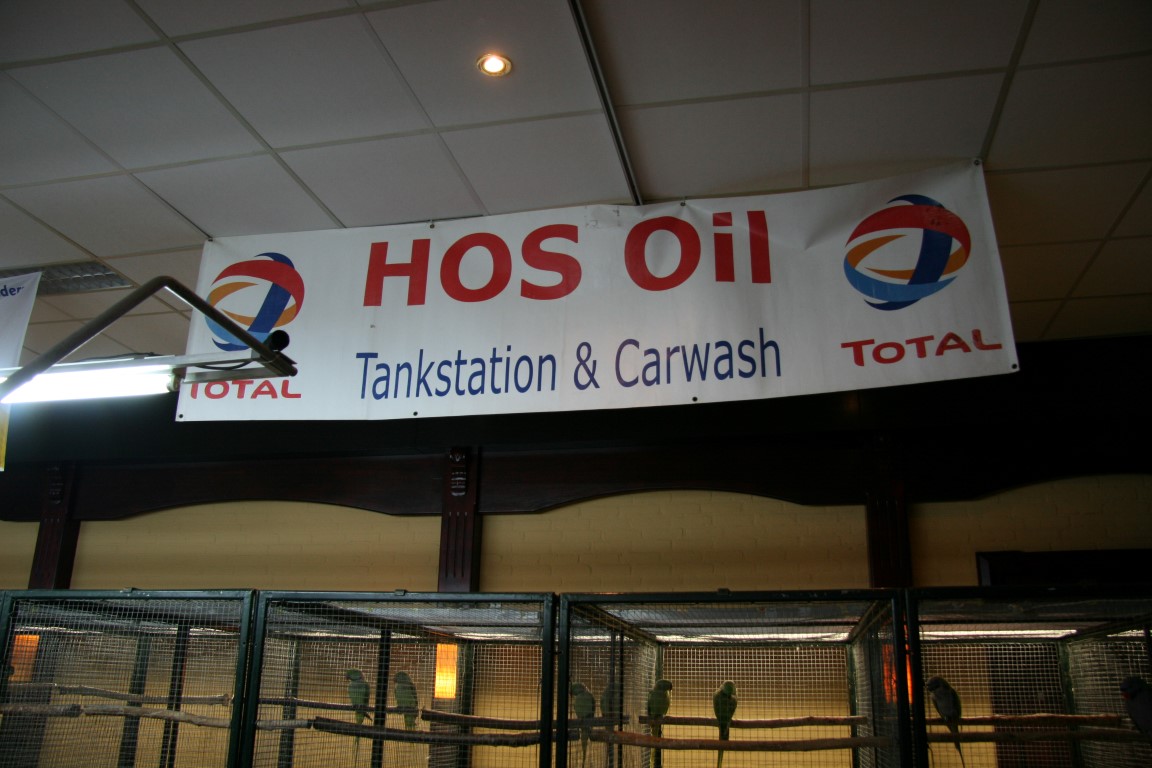 HOS Oil
Tankstation & Carwash
TOTAL
TOTAL